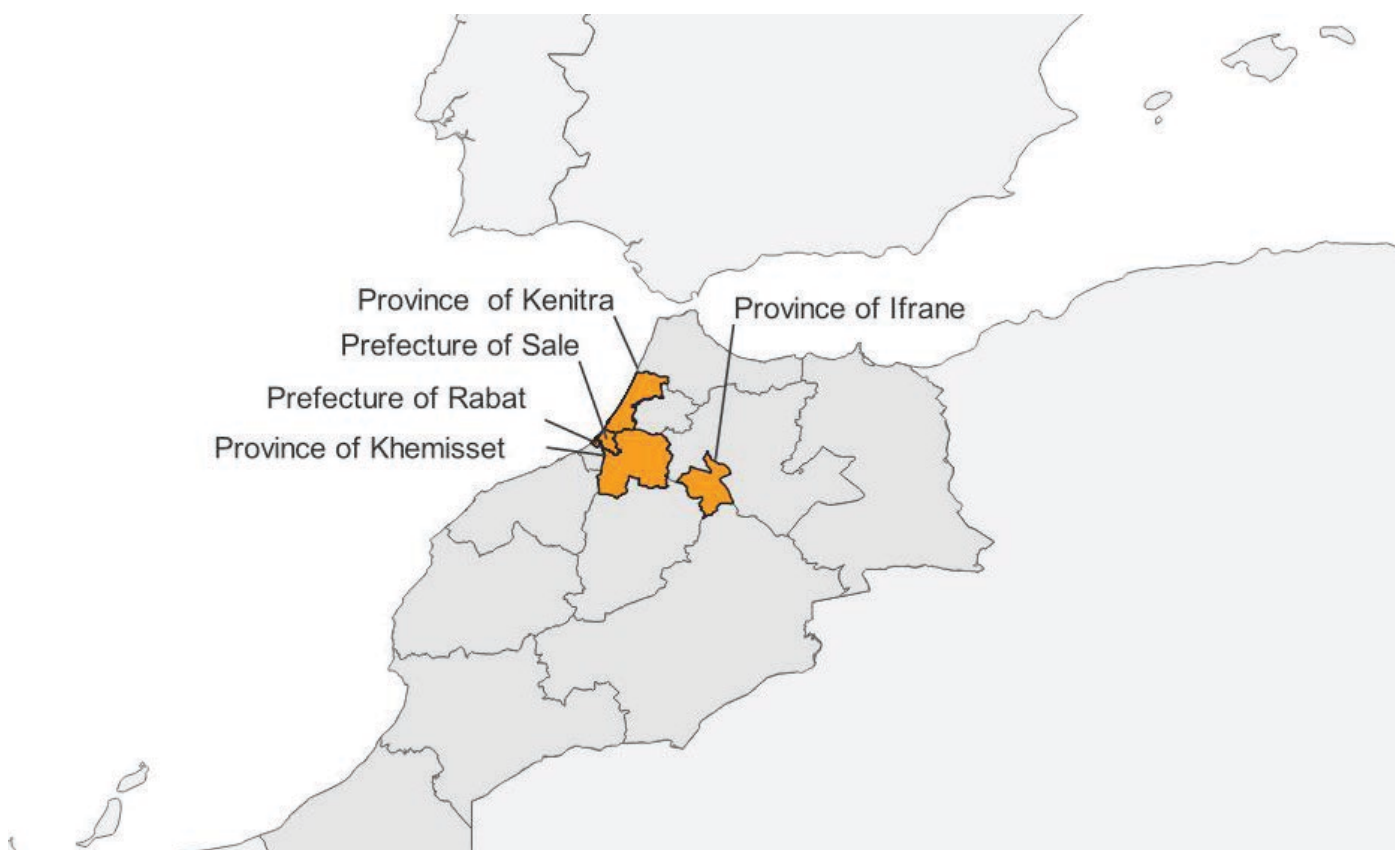 Province of Kenitra
Province of Ifrane
Prefecture of Sale
Prefecture of Rabat
Province of Khemisset